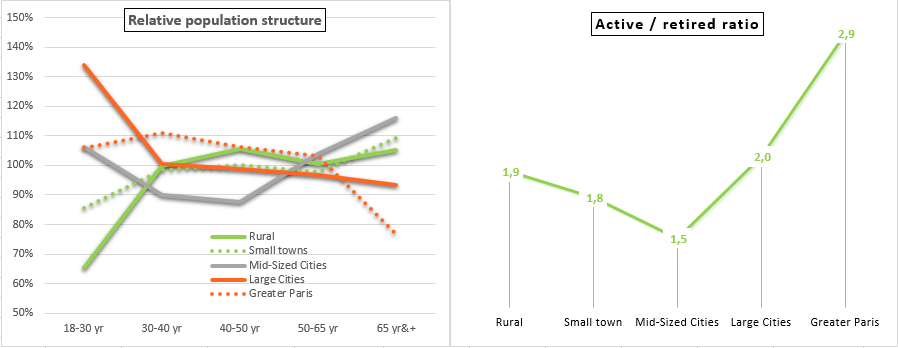 Relative population structure
150%
140%
130%
120%
110%
100%
90%
80%
70%
60%
50%
Rural
Small towns
Mid-Sized Cities
Large Cities
Greater Paris
18-30 yr 30-40 yr 40-50 yr 50-65 yr 65 yr&+
Active / retired ratio
2,9
1,9
1,8
1,5
2,0
Rural Small town Mid-Sized Cities Large Cities Greater Paris